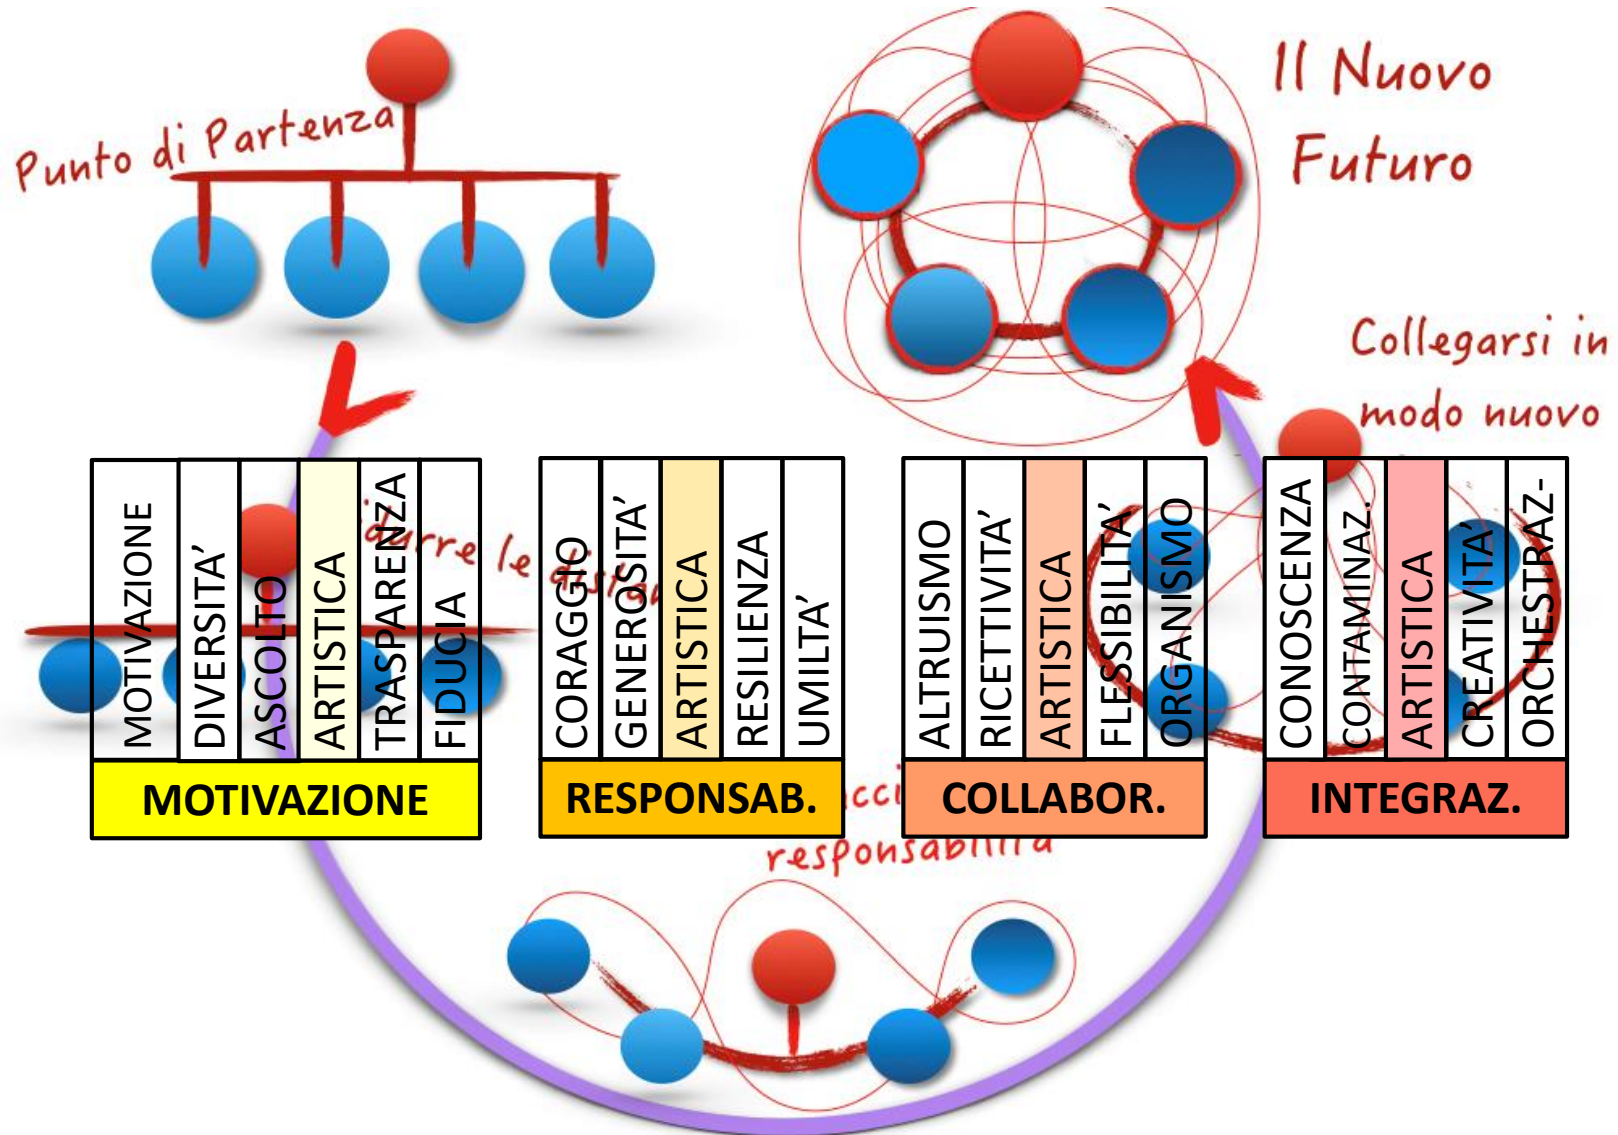 Punto di Partenza
Il Nuovo
Futuro
Collegarsi in
modo nuovo
le
MOTIVAZIONE
DIVERSITA’
ASCOLTO
ARTISTICA
TRASPARENZA
FIDUCIA
MOTIVAZIONE
CORAGGIO
GENEROSITA’
ARTISTICA
RESILIENZA
UMILTA’
RESPONSAB.
ALTRUISMO
RICETTIVITA’
ARTISTICA
FLESSIBILITA’
ORGANISMO
COLLABOR.
CONOSCENZA
CONTAMINAZ.
ARTISTICA
CREATIVITA’
ORCHESTRAZ-
INTEGRAZ.
responsabilità